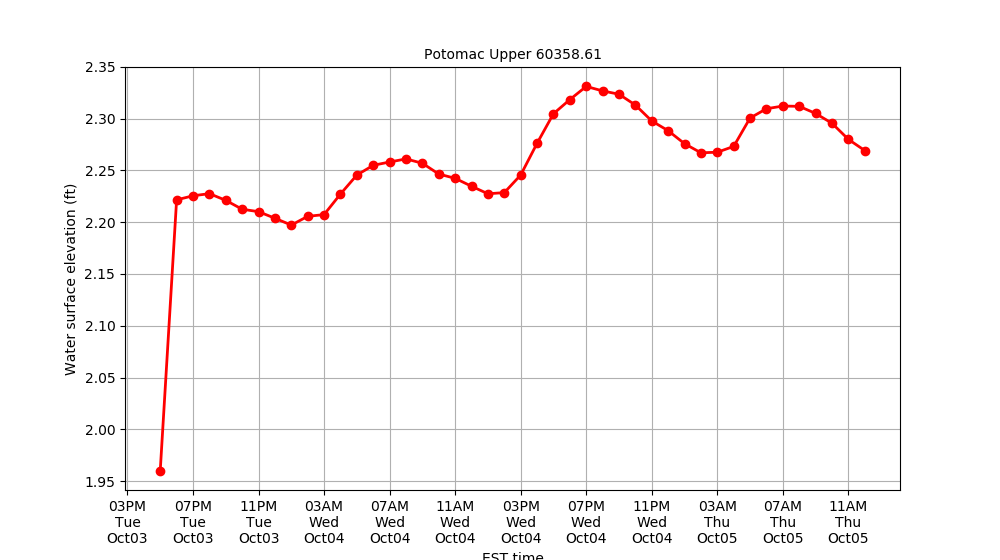 Potomac Upper 60358.61
Water surface elevation (ft)
2.35
2.30
2.25
2.20
2.15
2.10
2.05
2.00
1.95
03PM 07PM 11PM 03AM 07AM 11AM 03PM 07PM 11PM 03AM 07AM 11AM
Tue Tue Tue Wed Wed Wed Wed Wed Wed Thu Thu Thu
Oct03 Oct03 Oct03 Oct04 Oct04 Oct04 Oct04 Oct04 Oct04 Oct05 Oct05 Oct05
EST time